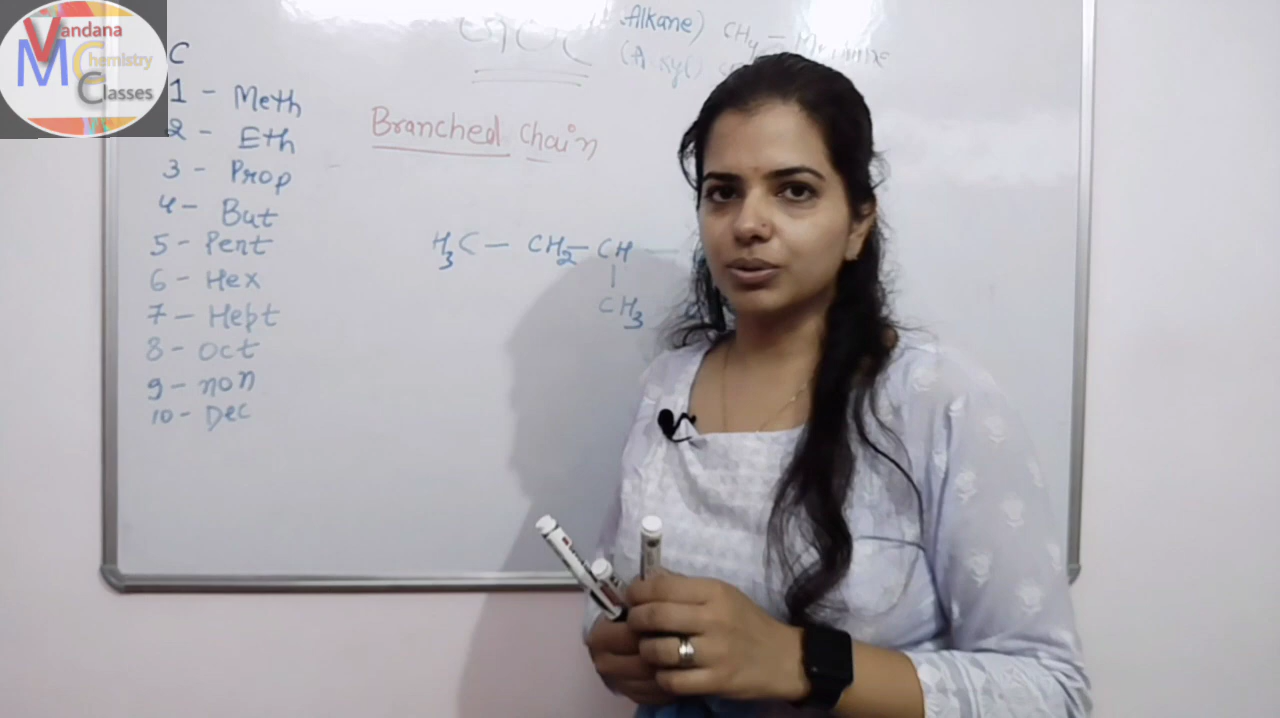 Vandana
Chemistry
Classes
C
1 - Meth
2 - Eth
3 - Prop
4 - But
5 - Pent
6 - Hex
7 - Hept
8 - Oct
9 - non
10 - Dec
Alkane) CH4 -
Branched Chain
H3C - CH2 - CH -
CH3